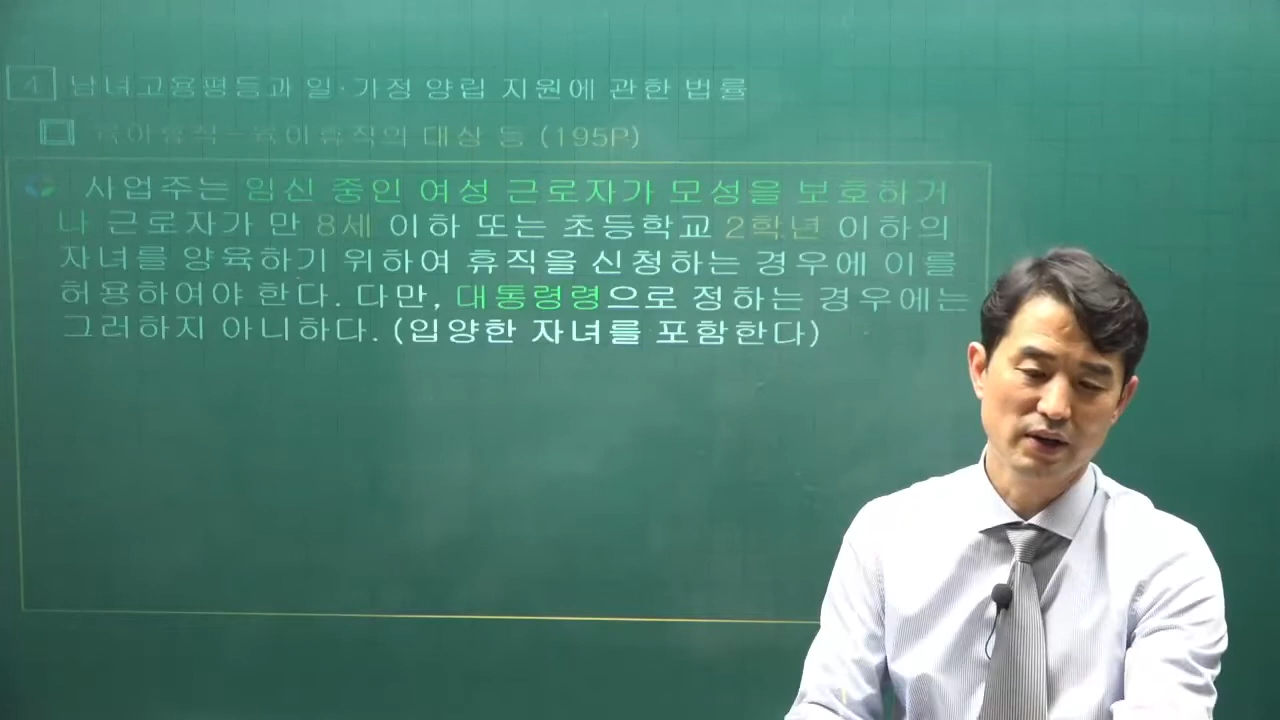 4 남녀고용평등과 일·가정 양립 지원에 관한 법률
육아휴직-육아휴직의 대상 등 (195P)
사업주는 임신 중인 여성 근로자가 모성을 보호하거
나 근로자가 만 8세 이하 또는 초등학교 2학년 이하의
자녀를 양육하기 위하여 휴직을 신청하는 경우에 이를
허용하여야 한다. 다만, 대통령령으로 정하는 경우에는
그러하지 아니하다. (입양한 자녀를 포함한다)